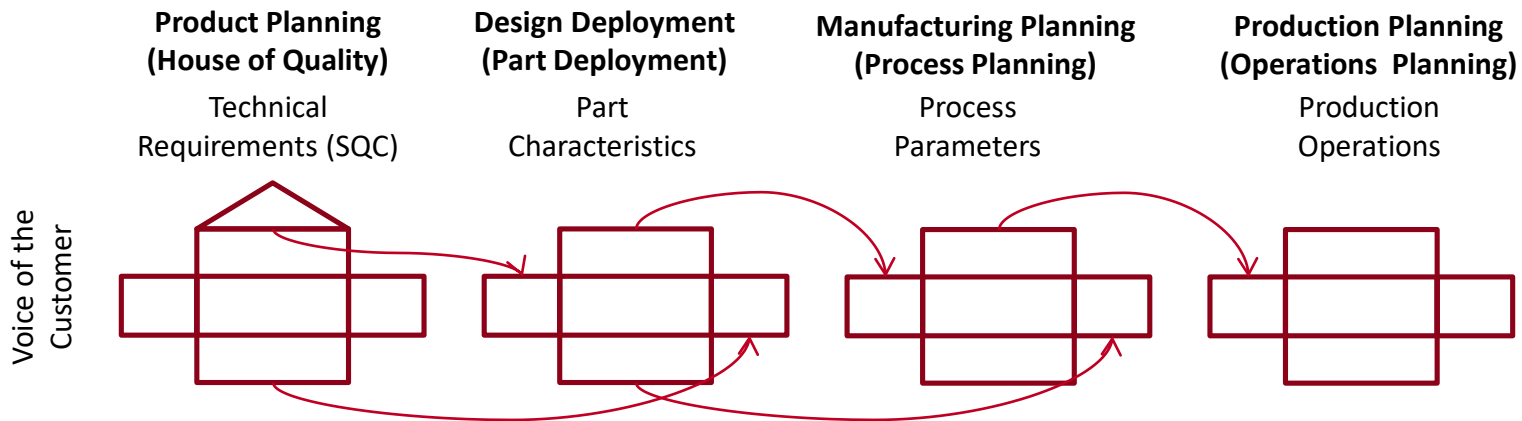 Product Planning
(House of Quality)
Technical
Requirements (SQC)
Design Deployment
(Part Deployment)
Part
Characteristics
Manufacturing Planning
(Process Planning)
Process
Parameters
Production Planning
(Operations  Planning)
Production
Operations
Voice of the
Customer